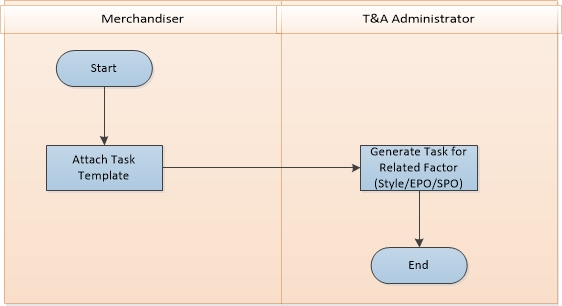 Merchandiser
T&A Administrator
Start
Attach Task
Template
Generate Task for
Related Factor
(Style/EPO/SPO)
End